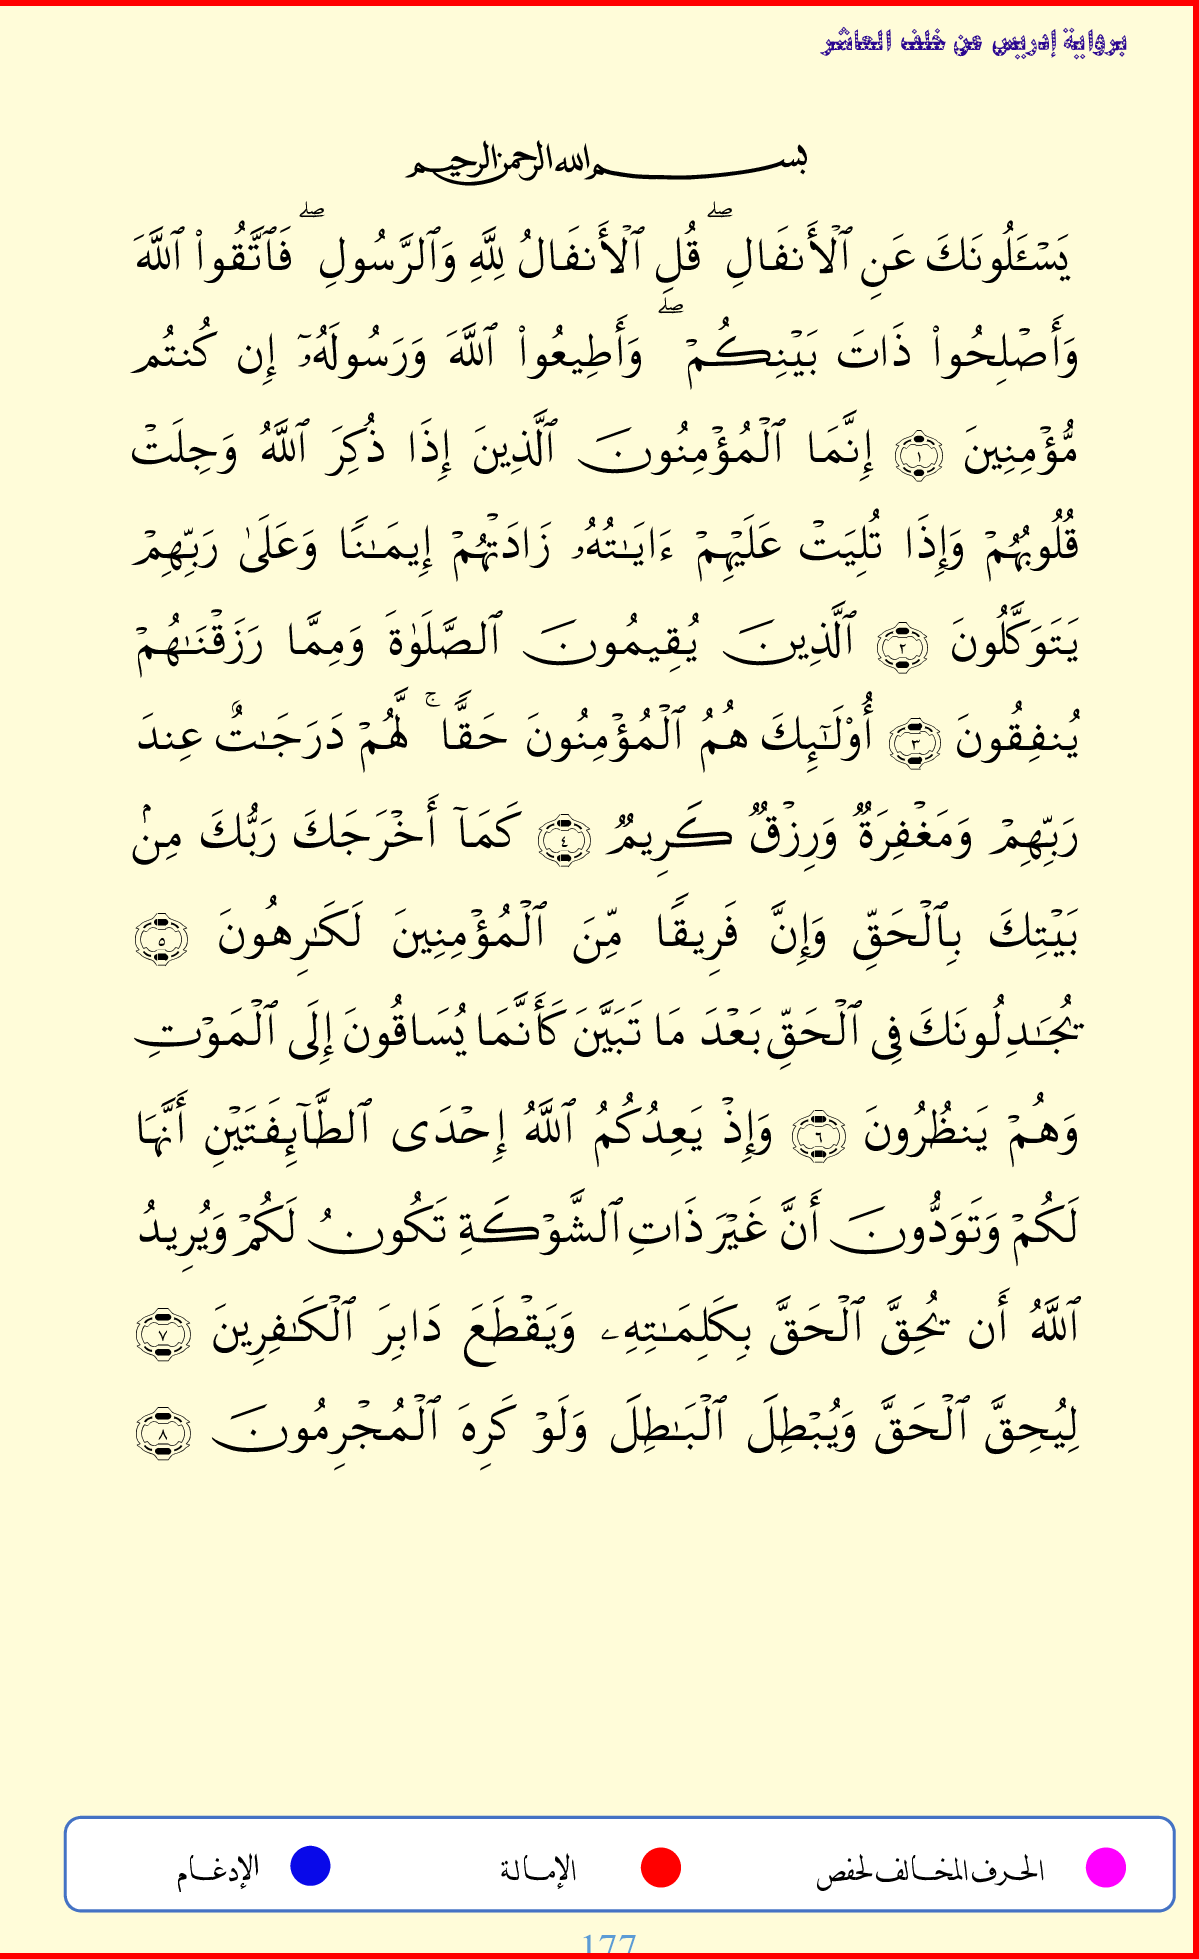 برواية إدريس عن خلف العاشر
بســـم الله الرحمن الرحيم
يَسۡـَٔلُونَكَ عَنِ ٱلۡأَنفَالِۖ قُلِ ٱلۡأَنفَالُ لِلَّهِ وَٱلرَّسُولِۖ فَٱتَّقُوا۟ ٱللَّهَ
وَأَصۡلِحُوا۟ ذَاتَ بَيۡنِكُمۡۖ وَأَطِيعُوا۟ ٱللَّهَ وَرَسُولَهُۥٓ إِن كُنتُم
مُّؤۡمِنِينَ ١ إِنَّمَا ٱلۡمُؤۡمِنُونَ ٱلَّذِينَ إِذَا ذُكِرَ ٱللَّهُ وَجِلَتۡ
قُلُوبُهُمۡ وَإِذَا تُلِيَتۡ عَلَيۡهِمۡ ءَايَـٰتُهُۥ زَادَتۡهُمۡ إِيمَـٰنًا وَعَلَىٰ رَبِّهِمۡ
يَتَوَكَّلُونَ ٢ ٱلَّذِينَ يُقِيمُونَ ٱلصَّلَوٰةَ وَمِمَّا رَزَقۡنَـٰهُمۡ
يُنفِقُونَ ٣ أُو۟لَـٰٓئِكَ هُمُ ٱلۡمُؤۡمِنُونَ حَقًّاۚ لَّهُمۡ دَرَجَـٰتٌ عِندَ
رَبِّهِمۡ وَمَغۡفِرَةٌ وَرِزۡقٌ كَرِيمٌ ٤ كَمَآ أَخۡرَجَكَ رَبُّكَ مِنۢ
بَيۡتِكَ بِٱلۡحَقِّ وَإِنَّ فَرِيقًا مِّنَ ٱلۡمُؤۡمِنِينَ لَكَـٰرِهُونَ ٥
يُجَـٰدِلُونَكَ فِى ٱلۡحَقِّ بَعۡدَ مَا تَبَيَّنَ كَأَنَّمَا يُسَاقُونَ إِلَى ٱلۡمَوۡتِ
وَهُمۡ يَنظُرُونَ ٦ وَإِذۡ يَعِدُكُمُ ٱللَّهُ إِحۡدَى ٱلطَّآئِفَتَيۡنِ أَنَّهَا
لَكُمۡ وَتَوَدُّونَ أَنَّ غَيۡرَ ذَاتِ ٱلشَّوۡكَةِ تَكُونُ لَكُمۡ وَيُرِيدُ
ٱللَّهُ أَن يُحِقَّ ٱلۡحَقَّ بِكَلِمَـٰتِهِۦ وَيَقۡطَعَ دَابِرَ ٱلۡكَـٰفِرِينَ ٧
لِيُحِقَّ ٱلۡحَقَّ وَيُبۡطِلَ ٱلۡبَـٰطِلَ وَلَوۡ كَرِهَ ٱلۡمُجۡرِمُونَ ٨
الحرف المخالف لحفص الإمالة الإدغام
177